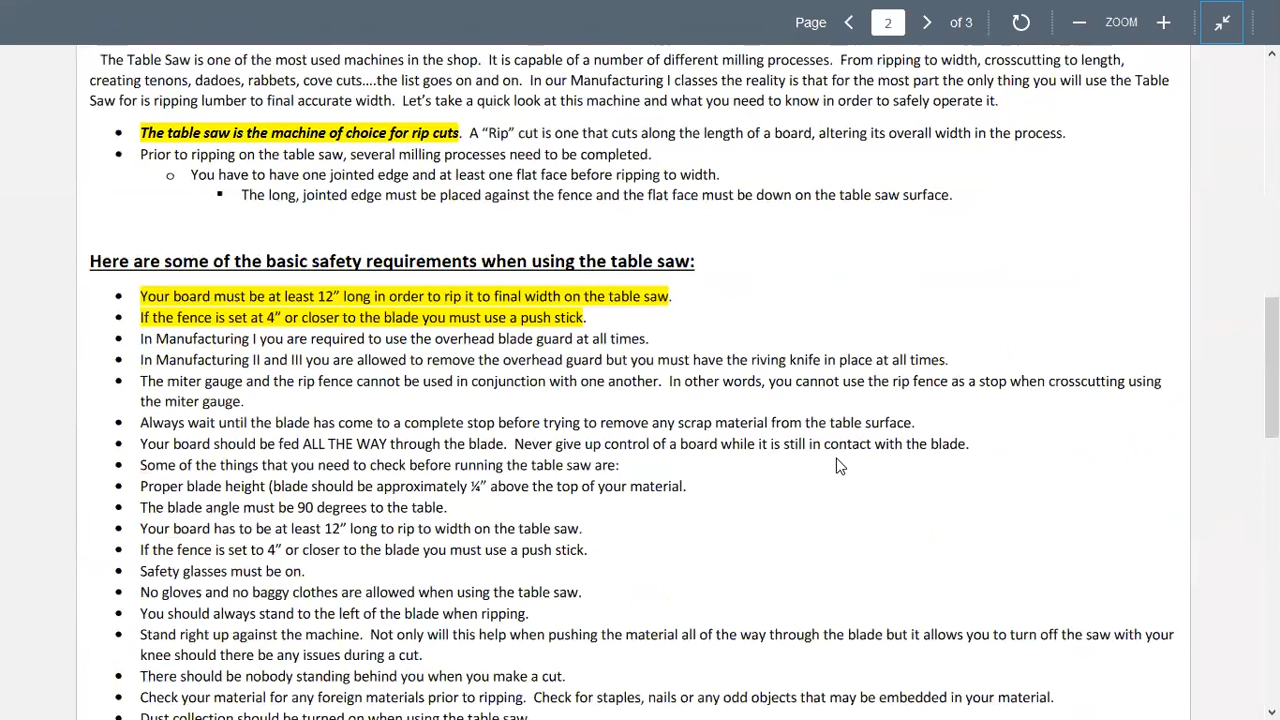 Page 2 of 3 ZOOM
The Table Saw is one of the most used machines in the shop. It is capable of a number of different milling processes. From ripping to width, crosscutting to length,
creating tenons, dadoes, rabbets, cove cuts....the list goes on and on. In our Manufacturing I classes the reality is that for the most part the only thing you will use the Table
Saw for is ripping lumber to final accurate width. Let's take a quick look at this machine and what you need to know in order to safely operate it.
• The table saw is the machine of choice for rip cuts. A "Rip" cut is one that cuts along the length of a board, altering its overall width in the process.
• Prior to ripping on the table saw, several milling processes need to be completed.
o You have to have one jointed edge and at least one flat face before ripping to width.
▪ The long, jointed edge must be placed against the fence and the flat face must be down on the table saw surface.
Here are some of the basic safety requirements when using the table saw:
• Your board must be at least 12” long in order to rip it to final width on the table saw.
• If the fence is set at 4” or closer to the blade you must use a push stick.
• In Manufacturing I you are required to use the overhead blade guard at all times.
• In Manufacturing II and III you are allowed to remove the overhead guard but you must have the riving knife in place at all times.
• The miter gauge and the rip fence cannot be used in conjunction with one another. In other words, you cannot use the rip fence as a stop when crosscutting using
the miter gauge.
• Always wait until the blade has come to a complete stop before trying to remove any scrap material from the table surface.
• Your board should be fed ALL THE WAY through the blade. Never give up control of a board while it is still in contact with the blade.
• Some of the things that you need to check before running the table saw are:
• Proper blade height (blade should be approximately ¼” above the top of your material.
• The blade angle must be 90 degrees to the table.
• Your board has to be at least 12” long to rip to width on the table saw.
• If the fence is set to 4” or closer to the blade you must use a push stick.
• Safety glasses must be on.
• No gloves and no baggy clothes are allowed when using the table saw.
• You should always stand to the left of the blade when ripping.
• Stand right up against the machine. Not only will this help when pushing the material all of the way through the blade but it allows you to turn off the saw with your
knee should there be any issues during a cut.
• There should be nobody standing behind you when you make a cut.
• Check your material for any foreign materials prior to ripping. Check for staples, nails or any odd objects that may be embedded in your material.
• Dust collection should be turned on when using the table saw